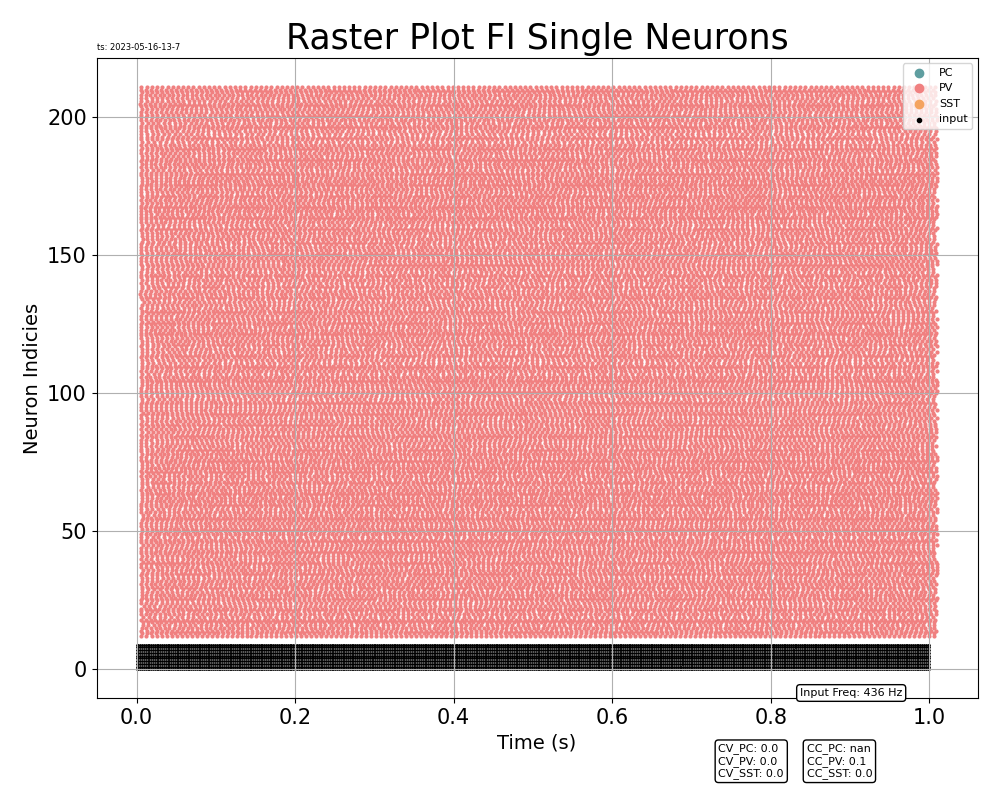 Raster Plot FI Single Neurons
ts: 2023-05-16-13-7
PC
PV
SST
input
200
150
100
50
0
Neuron Indicies
Input Freq: 436 Hz
0.0 0.2 0.4 0.6 0.8 1.0
Time (s)
CV_PC: 0.0
CV_PV: 0.0
CV_SST: 0.0
CC_PC: nan
CC_PV: 0.1
CC_SST: 0.0